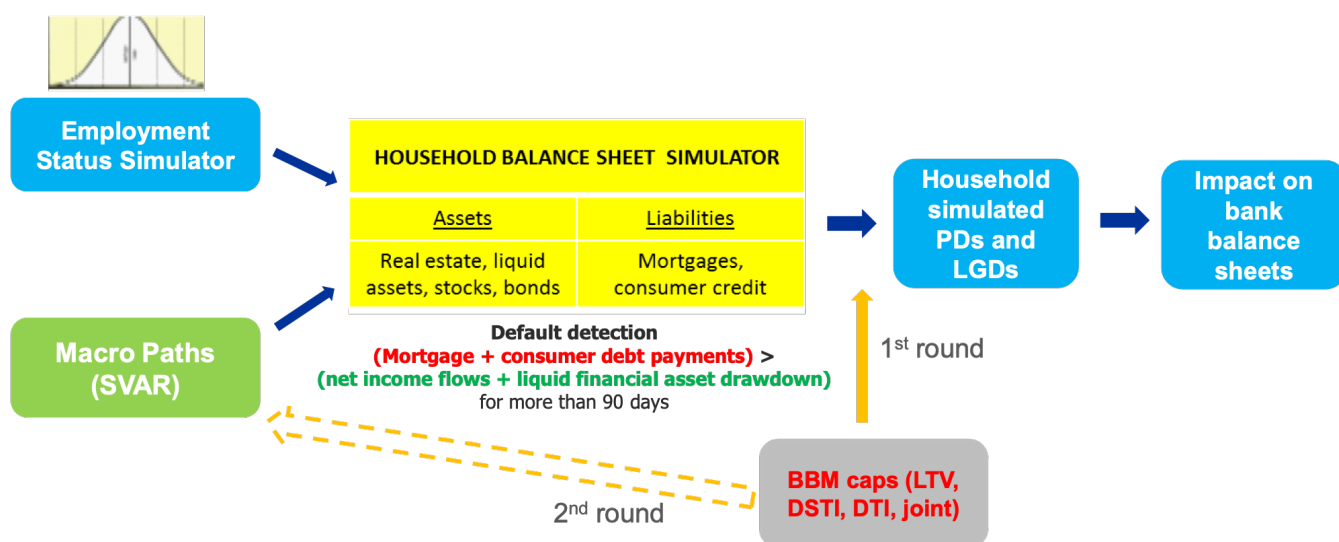 Employment
Status Simulator
HOUSEHOLD BALANCE SHEET SIMULATOR
Assets
Liabilities
Real estate, liquid
assets, stocks, bonds
Mortgages,
consumer credit
Household
simulated
PDs and
LGDs
Impact on
bank
balance
sheets
Macro Paths
(SVAR)
Default detection
(Mortgage + consumer debt payments) >
(net income flows + liquid financial asset drawdown)
for more than 90 days
1st round
2nd round
BBM caps (LTV,
DSTI, DTI, joint)